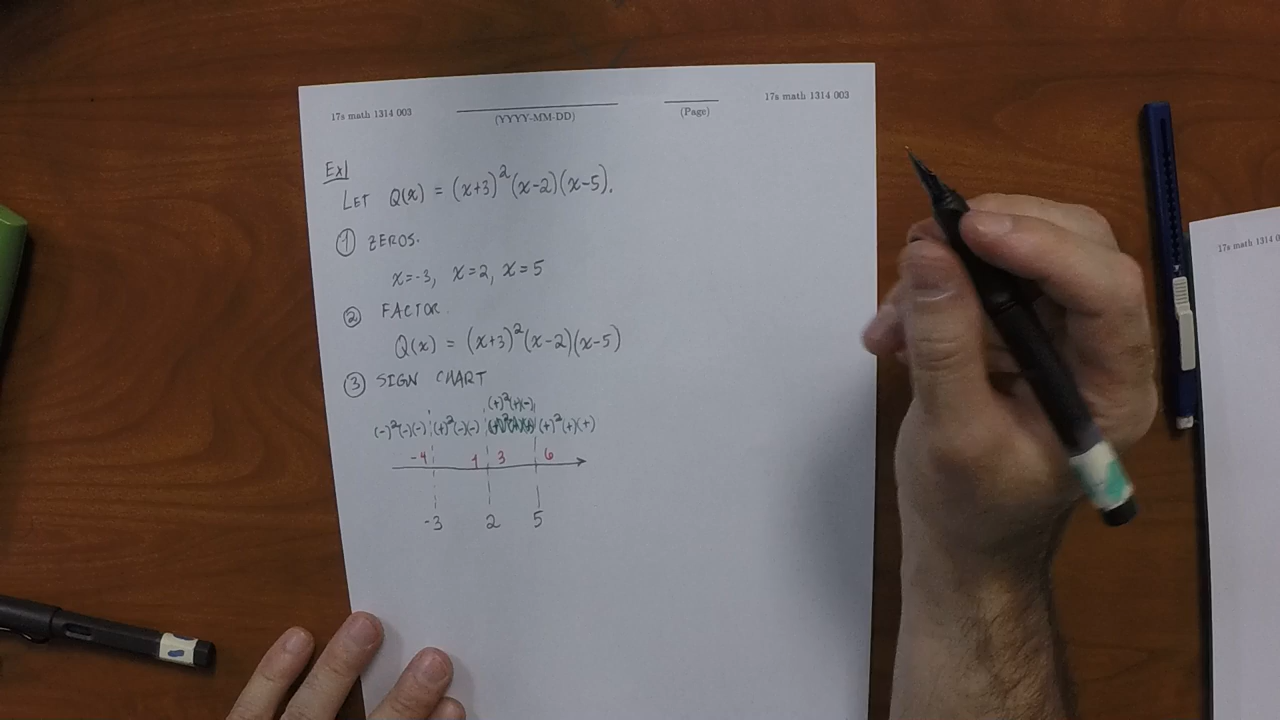 17s math 1314 003 (YYYY-MM-DD) (Page) 17s math 1314 003
Ex1
LET Q(x) = (x+3)²(x-2)(x-5).
① ZEROS.
x=-3, x=2, x=5
② FACTOR.
Q(x) = (x+3)²(x-2)(x-5)
③ SIGN CHART
(+)²(+)(-)
(-)²(-)(-) (+)²(-)(-) (+)²(+)(+)
-4 1 3 6
-3 2 5
17s math 1314 0